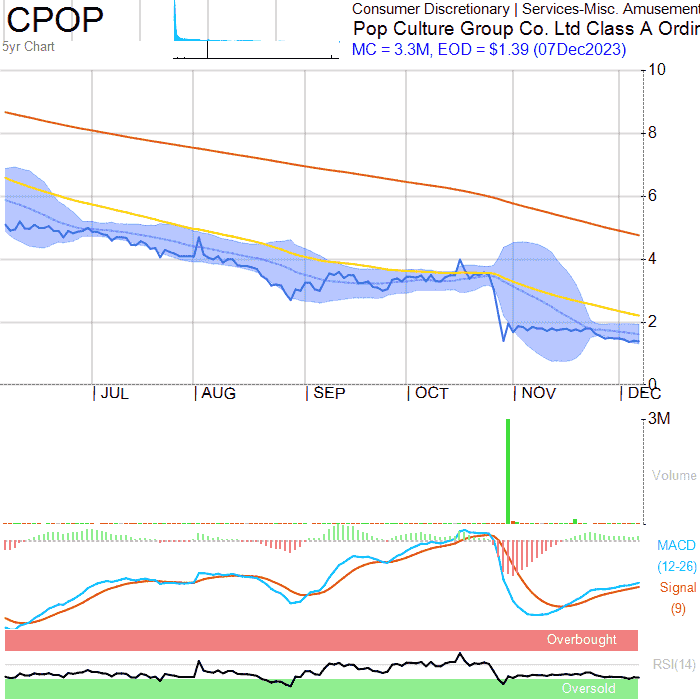 CPOP
5yr Chart
Consumer Discretionary | Services-Misc. Amusement
Pop Culture Group Co. Ltd Class A Ordin
MC = 3.3M, EOD = $1.39 (07Dec2023)
10
8
6
4
2
0
JUL AUG SEP OCT NOV DEC
3M
Volume
MACD
(12-26)
Signal
(9)
Overbought
RSI(14)
Oversold